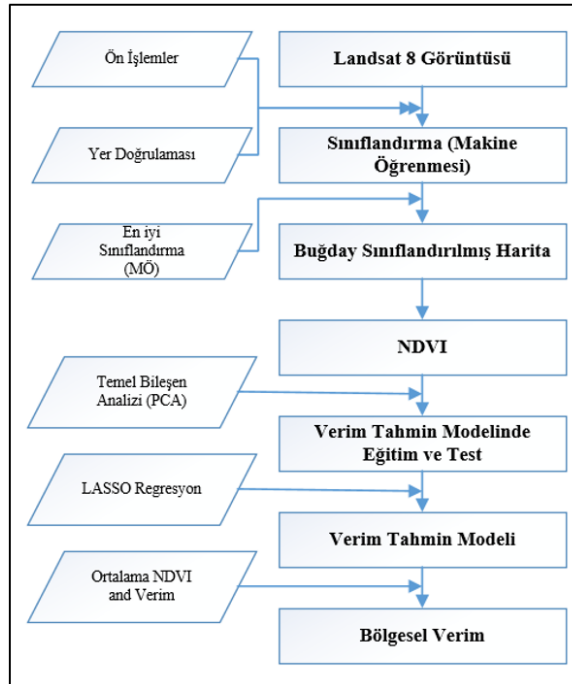 Ön İşlemler
Landsat 8 Görüntüsü
Yer Doğrulaması
Sınıflandırma (Makine
Öğrenmesi)
En iyi
Sınıflandırma
(MÖ)
Buğday Sınıflandırılmış Harita
NDVI
Temel Bileşen
Analizi (PCA)
Verim Tahmin Modelinde
Eğitim ve Test
LASSO Regresyon
Verim Tahmin Modeli
Ortalama NDVI
and Verim
Bölgesel Verim